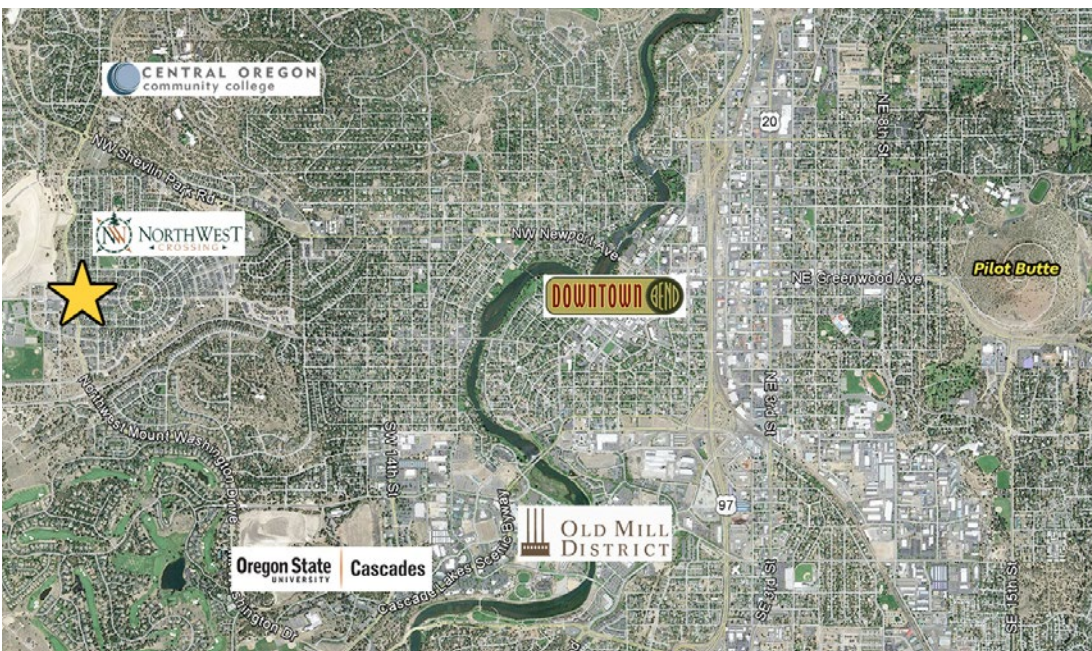 CENTRAL OREGON
community college
20
NE 8th St
NW Shevlin Park Rd
NW
NORTHWEST
CROSSING
NW Newport Ave
Pilot Butte
NE Greenwood Ave
DOWNTOWN BEND
Northwest Mount Washington Drive
NE 3rd St
SW 14th St
97
OLD MILL
DISTRICT
Oregon State
UNIVERSITY
Cascades
Cascade Lakes Scenic Byway
SE 3rd St
SE 15th St